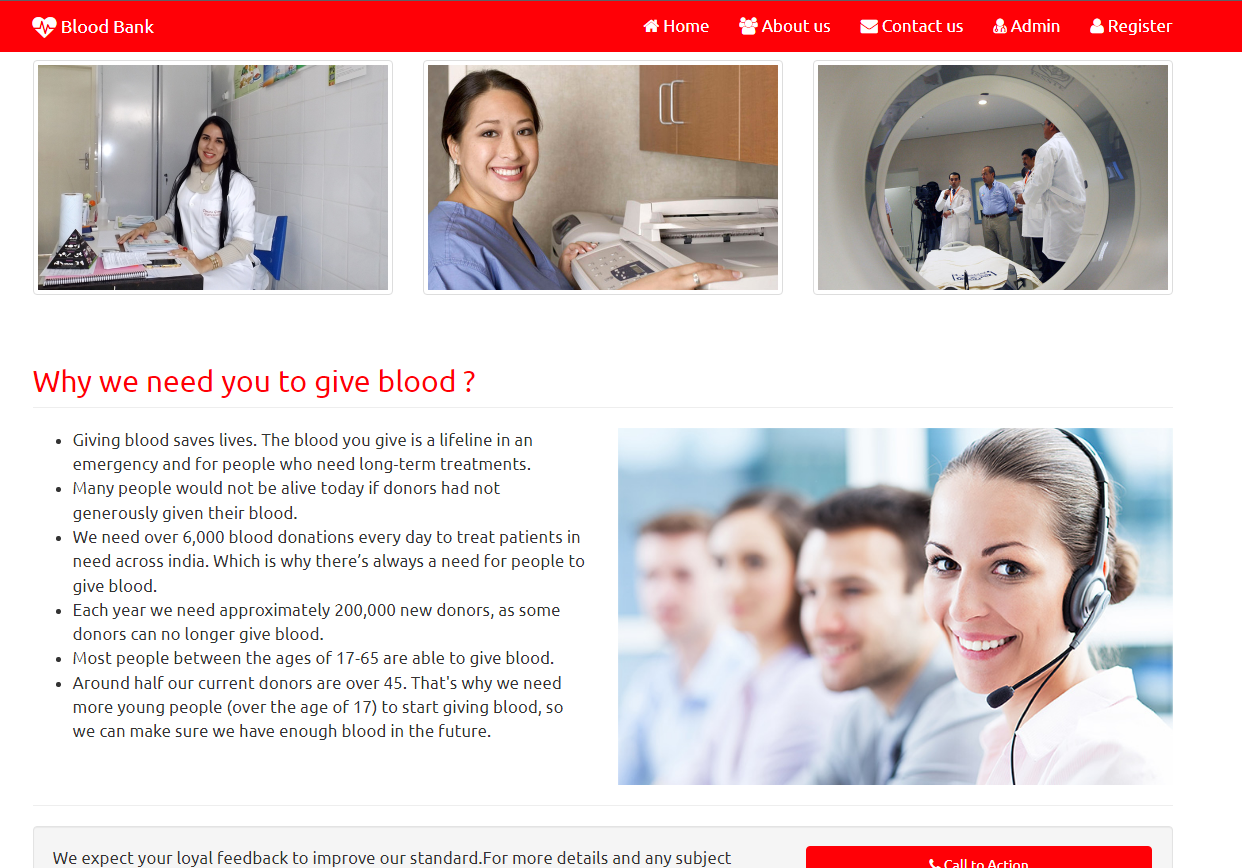 Blood Bank
Home
About us
Contact us
Admin
Register
Why we need you to give blood ?
Giving blood saves lives. The blood you give is a lifeline in an
emergency and for people who need long-term treatments.
Many people would not be alive today if donors had not
generously given their blood.
We need over 6,000 blood donations every day to treat patients in
need across india. Which is why there’s always a need for people to
give blood.
Each year we need approximately 200,000 new donors, as some
donors can no longer give blood.
Most people between the ages of 17-65 are able to give blood.
Around half our current donors are over 45. That's why we need
more young people (over the age of 17) to start giving blood, so
we can make sure we have enough blood in the future.
We expect your loyal feedback to improve our standard.For more details and any subject
Call to Action